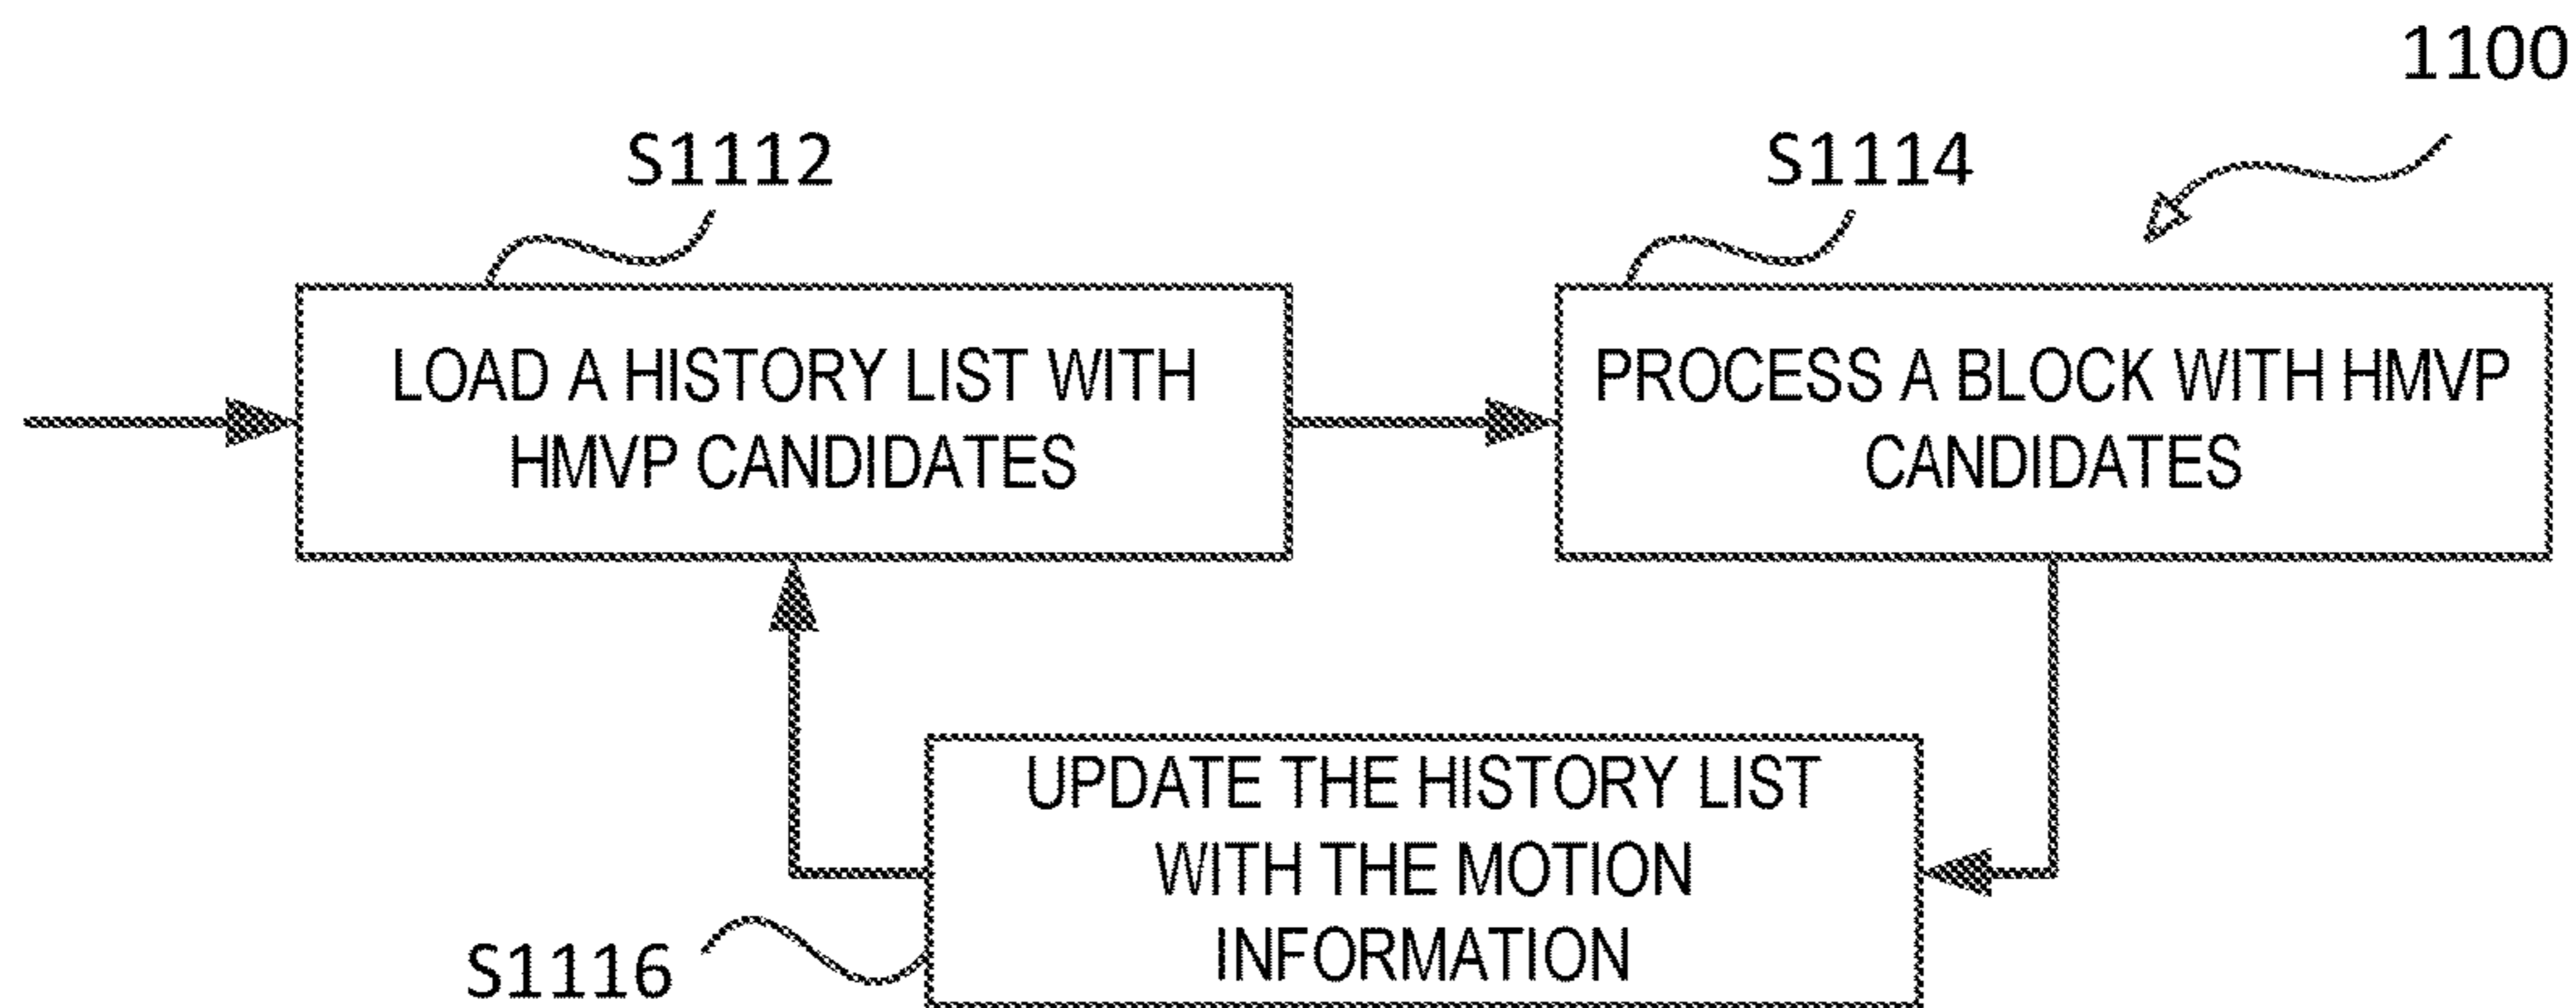 1100
S1112
S1114
LOAD A HISTORY LIST WITH
HMVP CANDIDATES
PROCESS A BLOCK WITH HMVP
CANDIDATES
UPDATE THE HISTORY LIST
WITH THE MOTION
INFORMATION
S1116